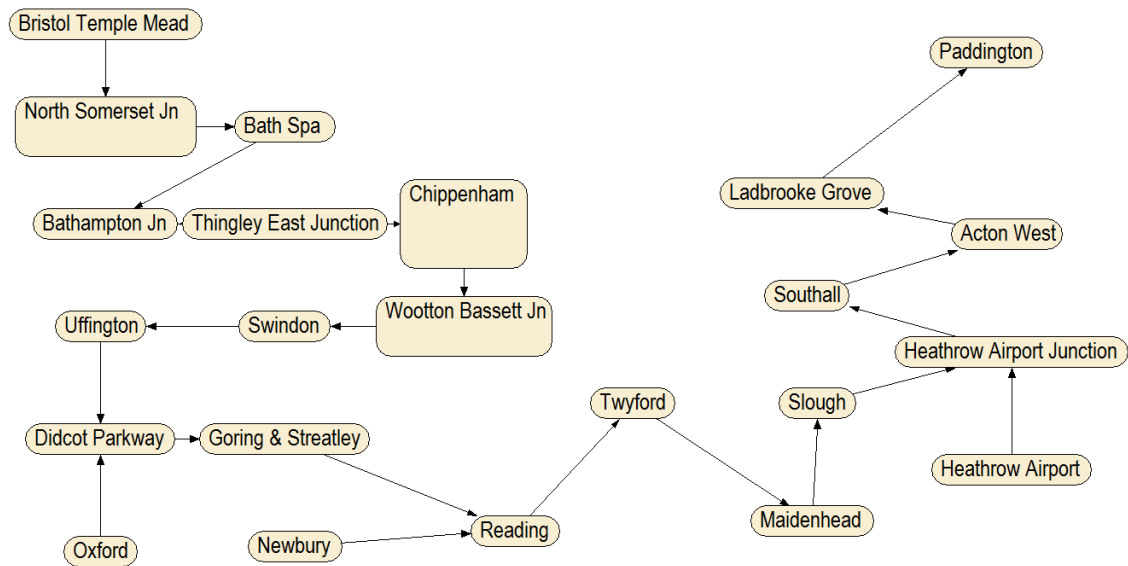 Bristol Temple Mead
Paddington
North Somerset Jn
Bath Spa
Chippenham
Ladbrooke Grove
Bathampton Jn
Thingley East Junction
Acton West
Southall
Wootton Bassett Jn
Uffington
Swindon
Heathrow Airport Junction
Twyford
Slough
Didcot Parkway
Goring & Streatley
Heathrow Airport
Reading
Maidenhead
Newbury
Oxford